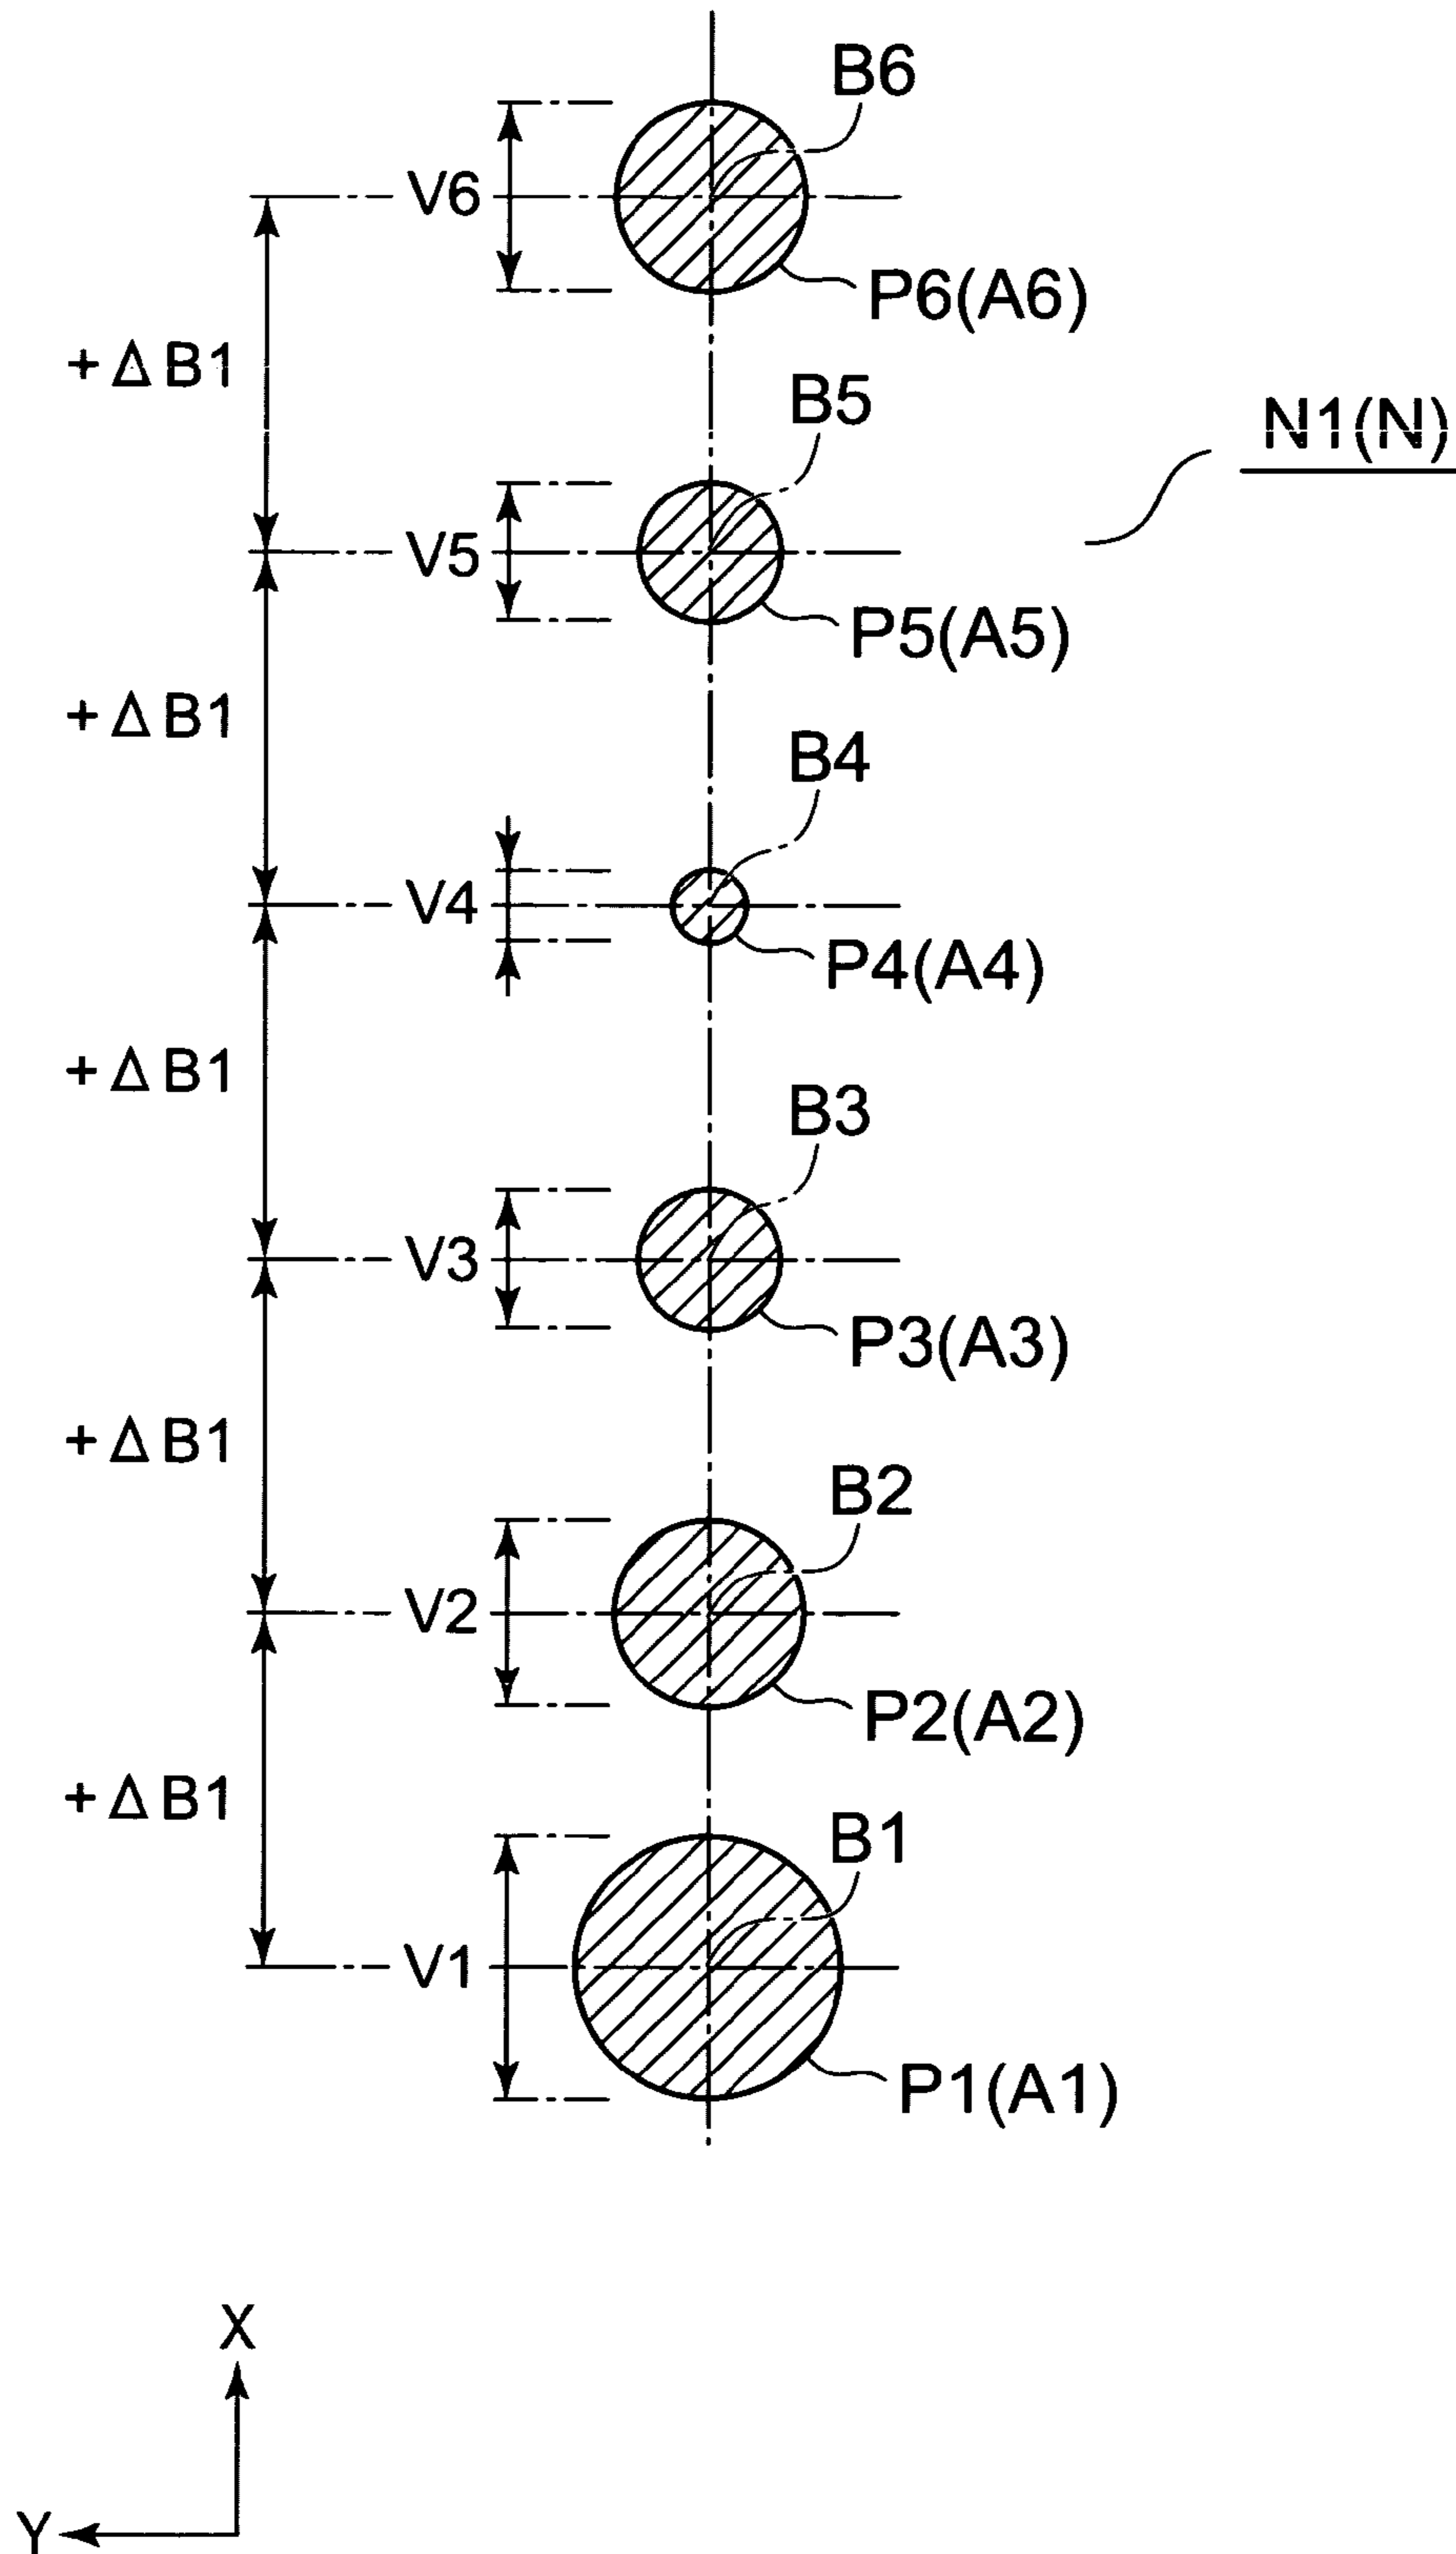 B6
V6
P6(A6)
+ΔB1
B5
N1(N)
V5
P5(A5)
+ΔB1
B4
V4
P4(A4)
+ΔB1
B3
V3
P3(A3)
+ΔB1
B2
V2
P2(A2)
+ΔB1
B1
V1
P1(A1)
X
Y